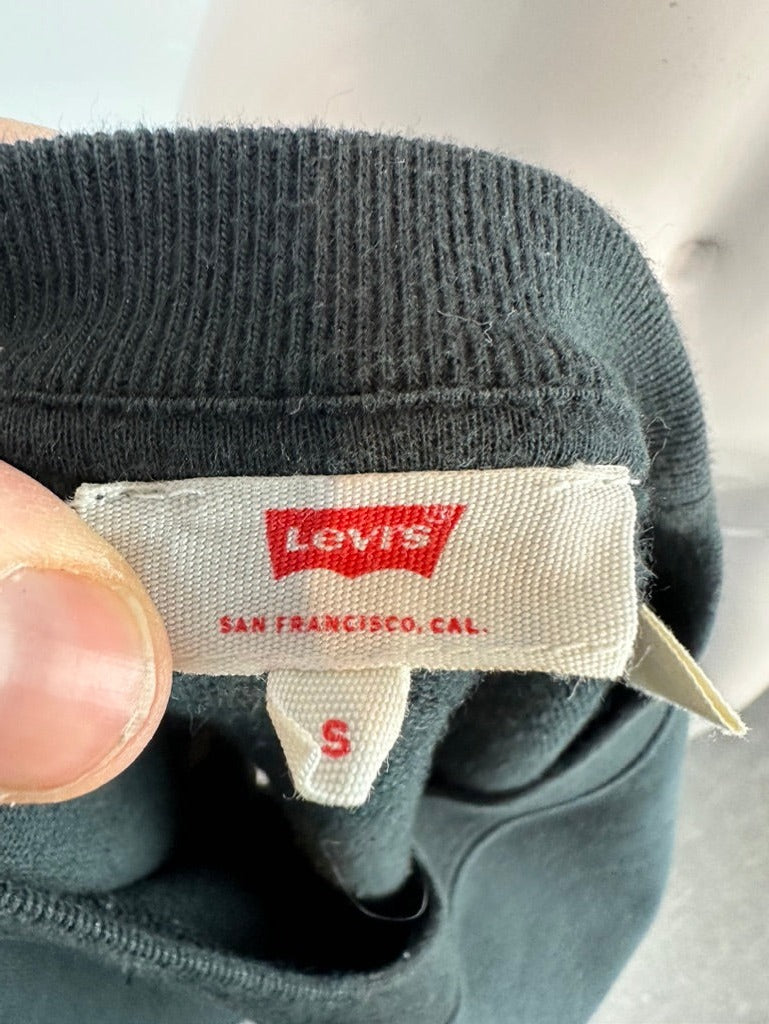 Levi's
SAN FRANCISCO, CAL.
S